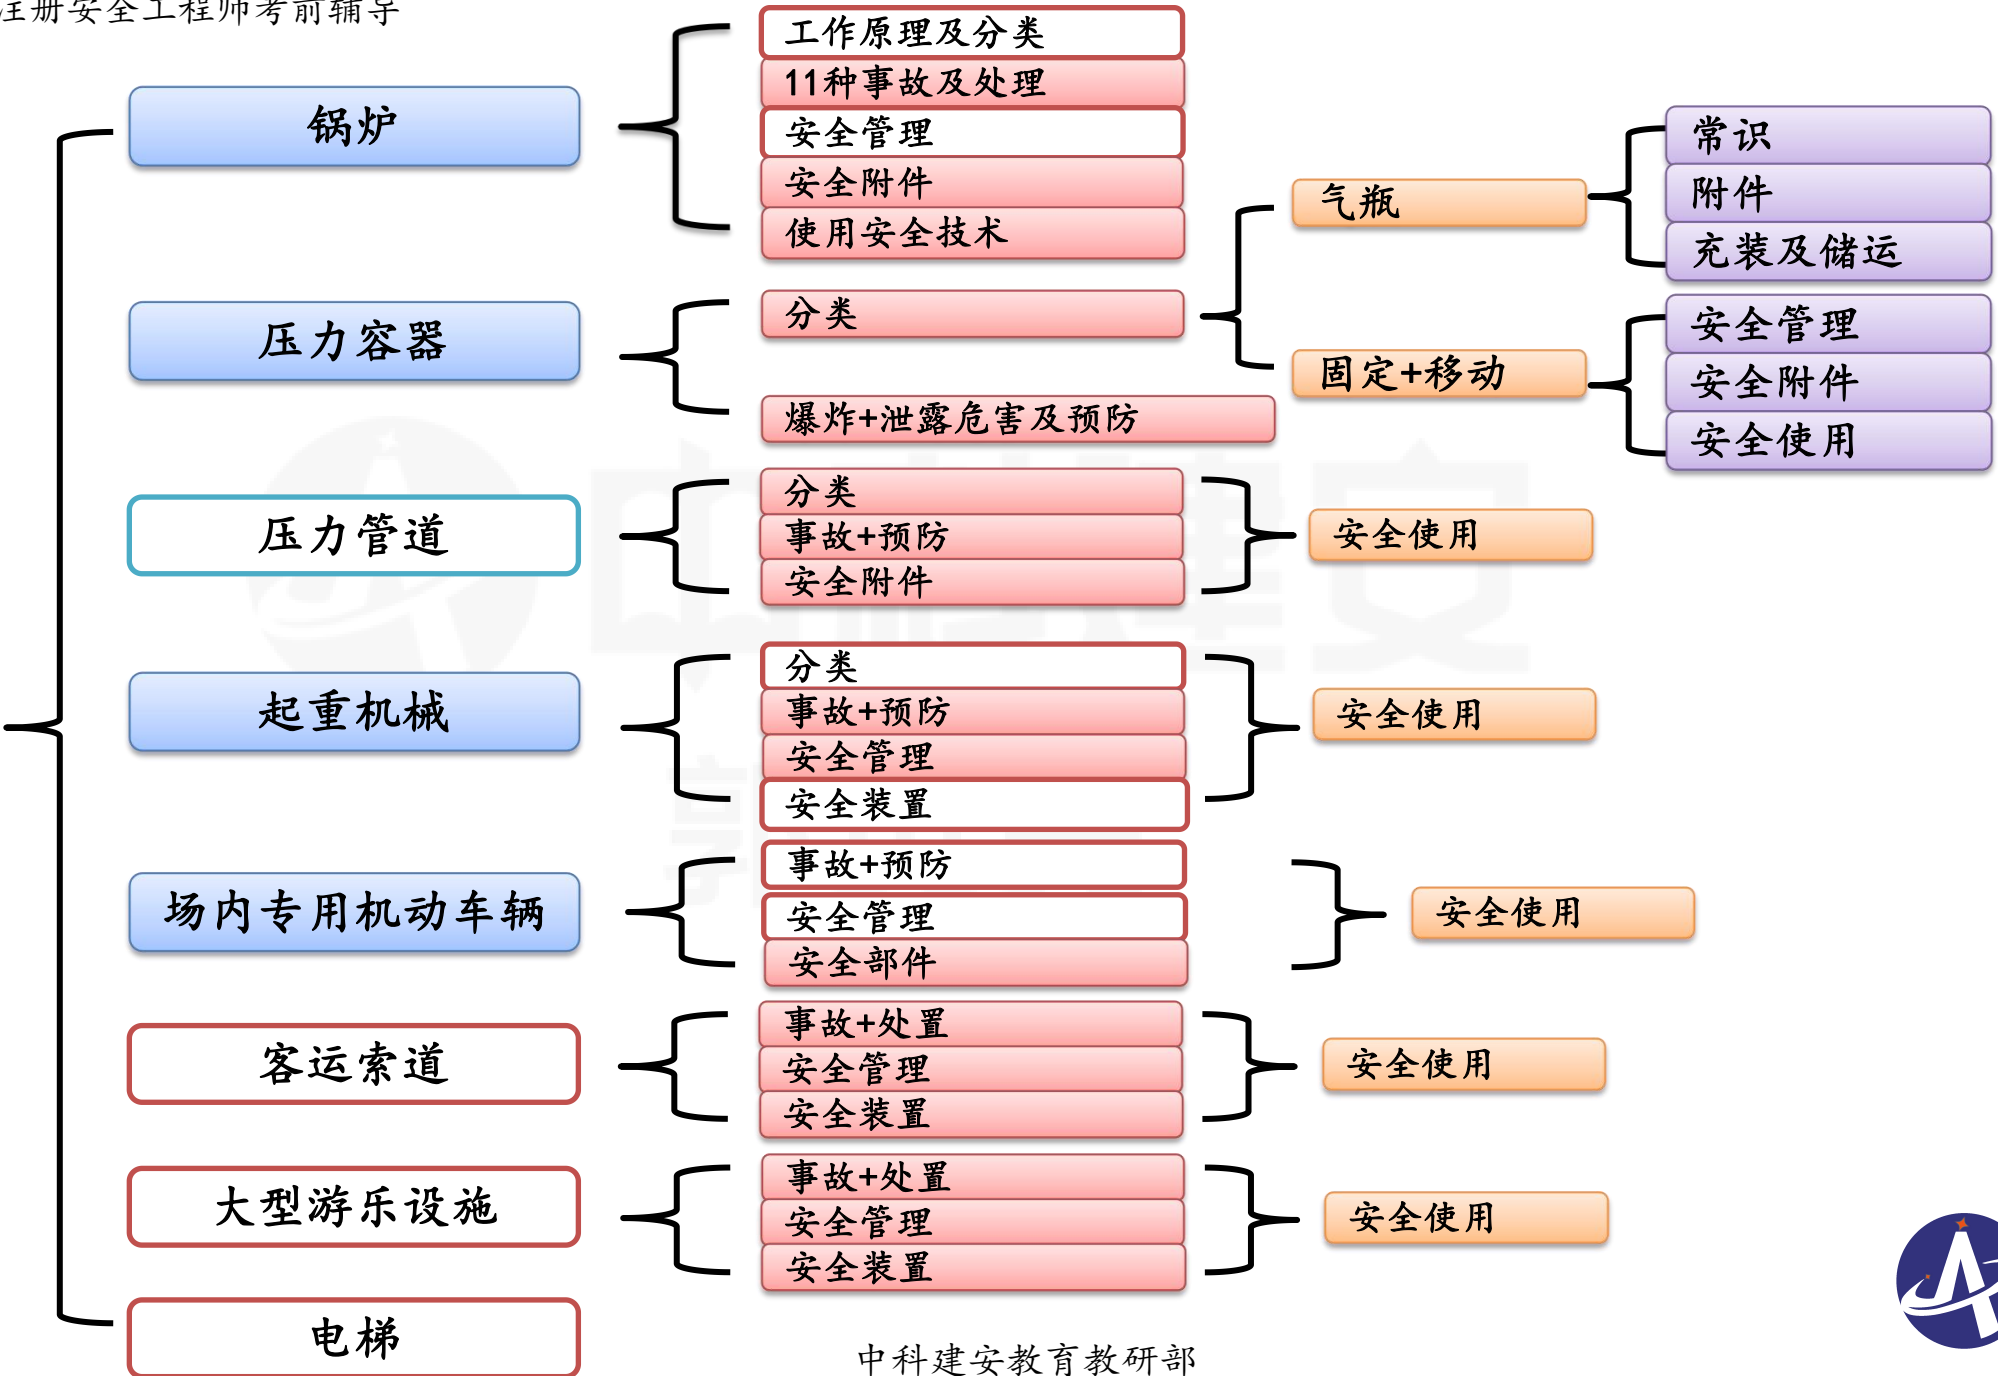 注册安全工程师考前辅导
锅炉
工作原理及分类
11种事故及处理
安全管理
安全附件
使用安全技术
压力容器
分类
气瓶
常识
附件
充装及储运
固定+移动
安全管理
安全附件
安全使用
爆炸+泄露危害及预防
压力管道
分类
事故+预防
安全附件
安全使用
起重机械
分类
事故+预防
安全管理
安全装置
安全使用
场内专用机动车辆
事故+预防
安全管理
安全部件
安全使用
客运索道
事故+处置
安全管理
安全装置
安全使用
大型游乐设施
事故+处置
安全管理
安全装置
安全使用
电梯
中科建安教育教研部
中科建安